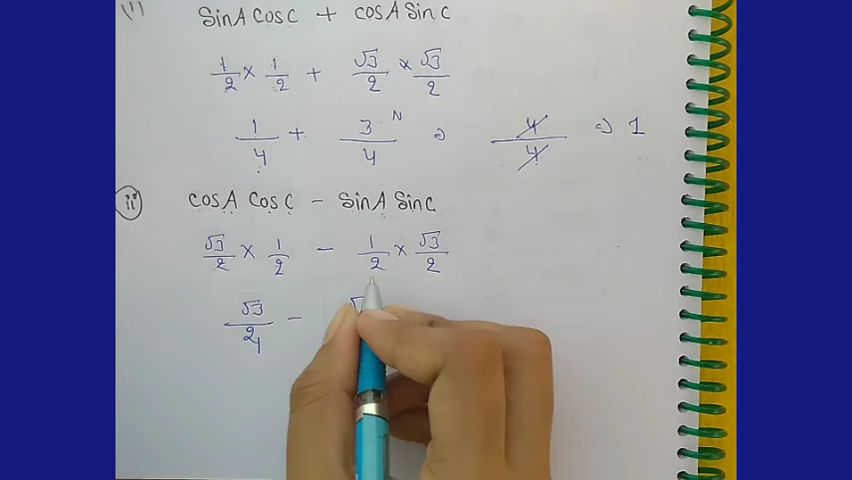 (i) SinA CosC + cosA SinC
1/2 × 1/2 + √3/2 × √3/2
1/4 + 3/4 ⇒ 4/4 ⇒ 1
(ii) cosA CosC - SinA SinC
√3/2 × 1/2 - 1/2 × √3/2
√3/4 - √